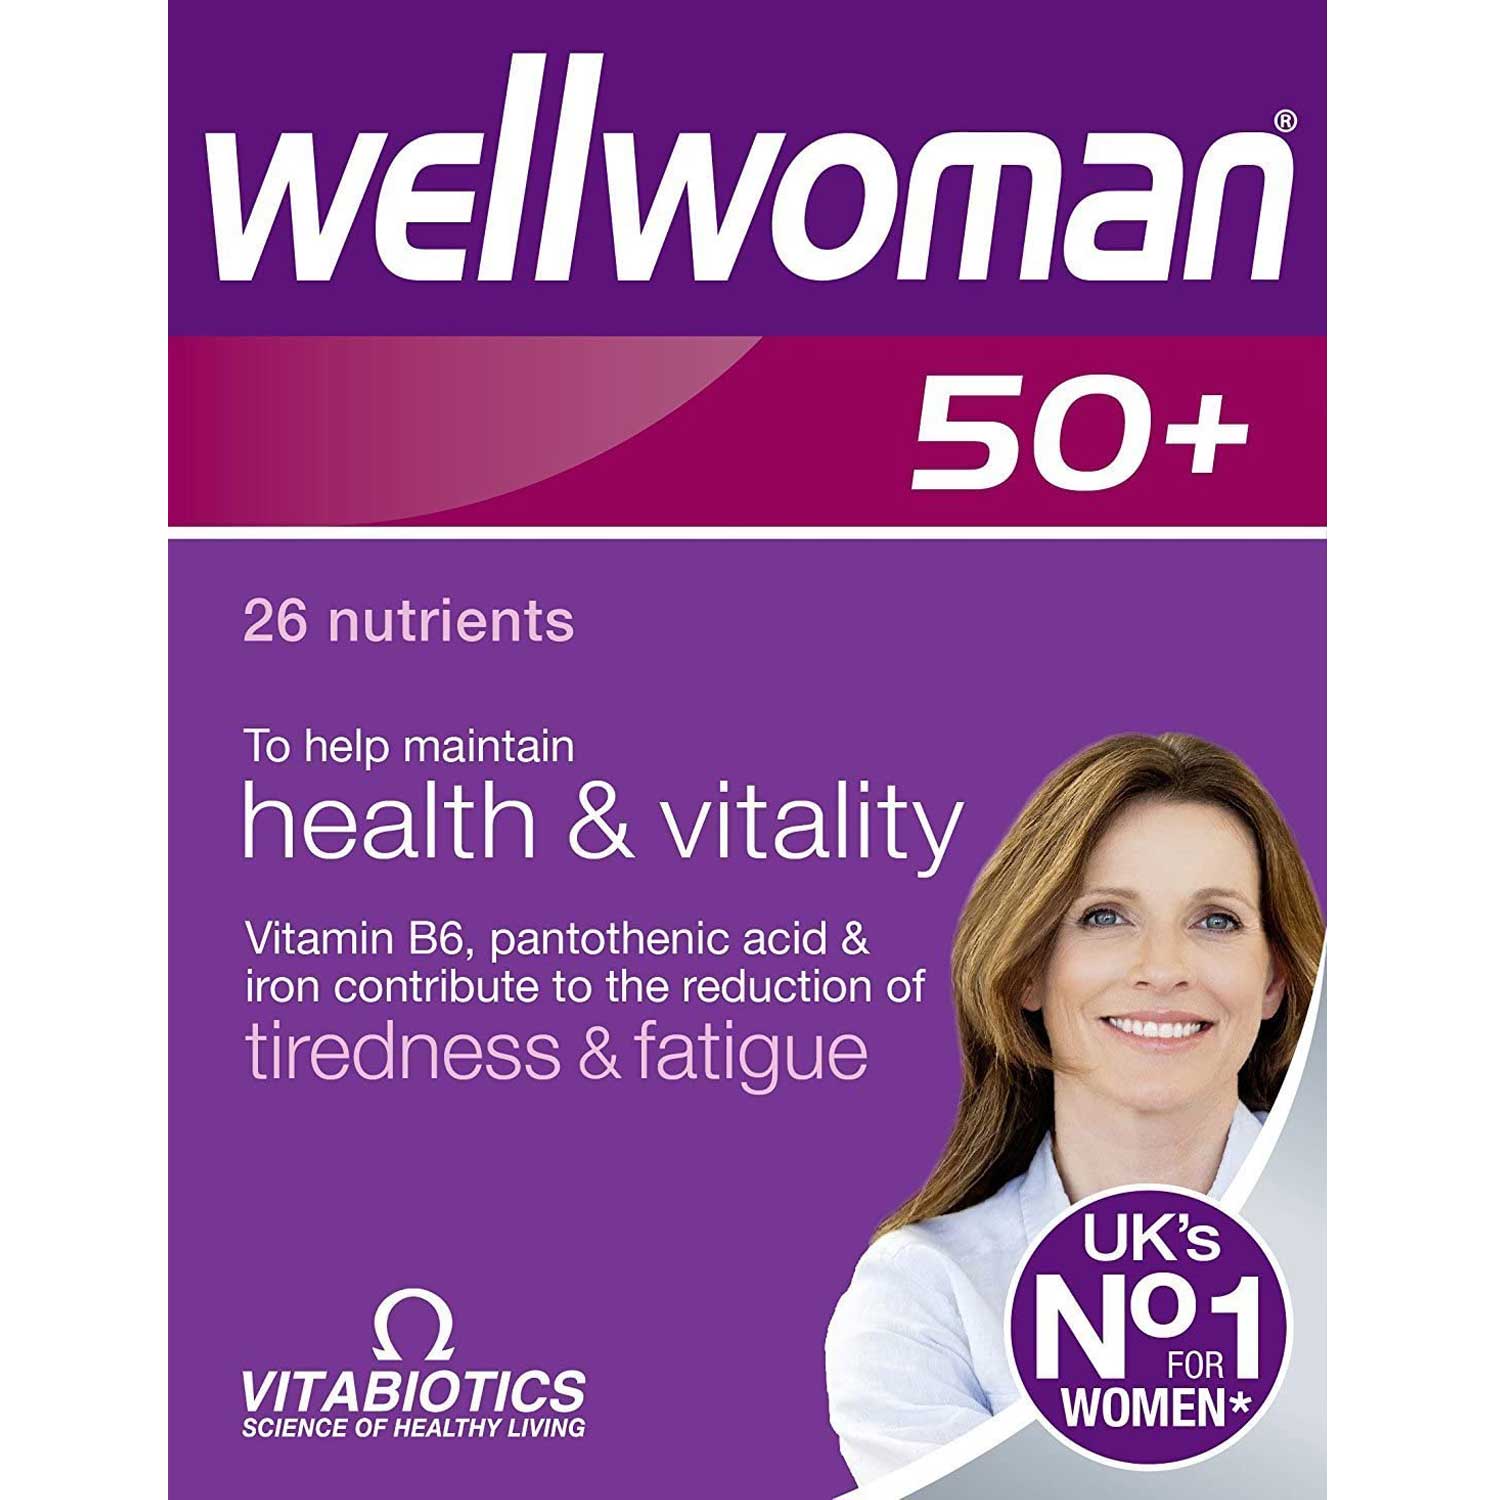 wellwoman®
50+
26 nutrients
To help maintain
health & vitality
Vitamin B6, pantothenic acid &
iron contribute to the reduction of
tiredness & fatigue
UK's
Nº1
FOR
WOMEN*
VITABIOTICS
SCIENCE OF HEALTHY LIVING